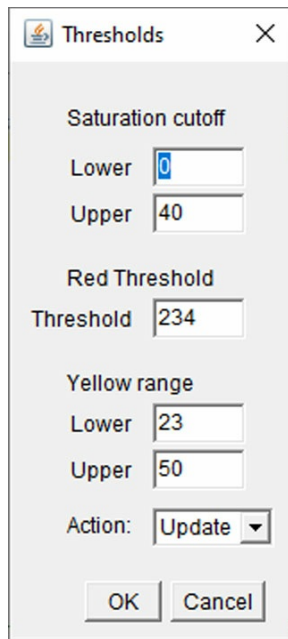 Thresholds
Saturation cutoff
Lower 0
Upper 40
Red Threshold
Threshold 234
Yellow range
Lower 23
Upper 50
Action: Update
OK Cancel